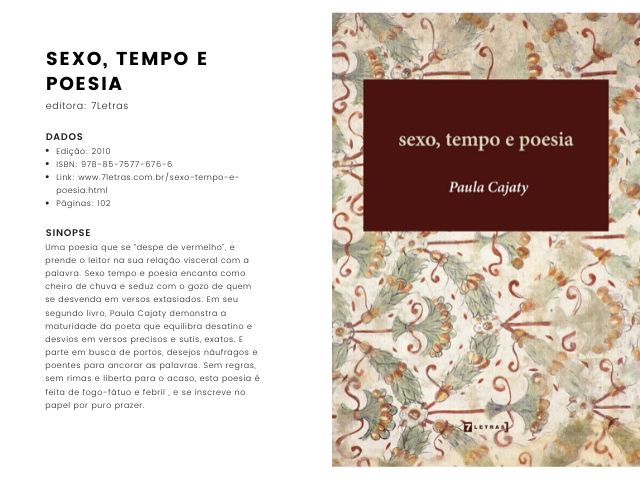 SEXO, TEMPO E
POESIA
editora: 7Letras
DADOS
• Edição: 2010
• ISBN: 978-85-7577-676-6
• Link: www.7letras.com.br/sexo-tempo-e-
poesia.html
• Páginas: 102
SINOPSE
Uma poesia que se "despe de vermelho", e
prende o leitor na sua relação visceral com a
palavra. Sexo tempo e poesia encanta como
cheiro de chuva e seduz com o gozo de quem
se desvenda em versos extasiados. Em seu
segundo livro, Paula Cajaty demonstra a
maturidade da poeta que equilibra desatino e
desvios em versos precisos e sutis, exatos. E
parte em busca de portos, desejos náufragos e
poentes para ancorar as palavras. Sem regras,
sem rimas e liberta para o acaso, esta poesia é
feita de fogo-fátuo e febril , e se inscreve no
papel por puro prazer.
sexo, tempo e poesia
Paula Cajaty
7 LETRAS